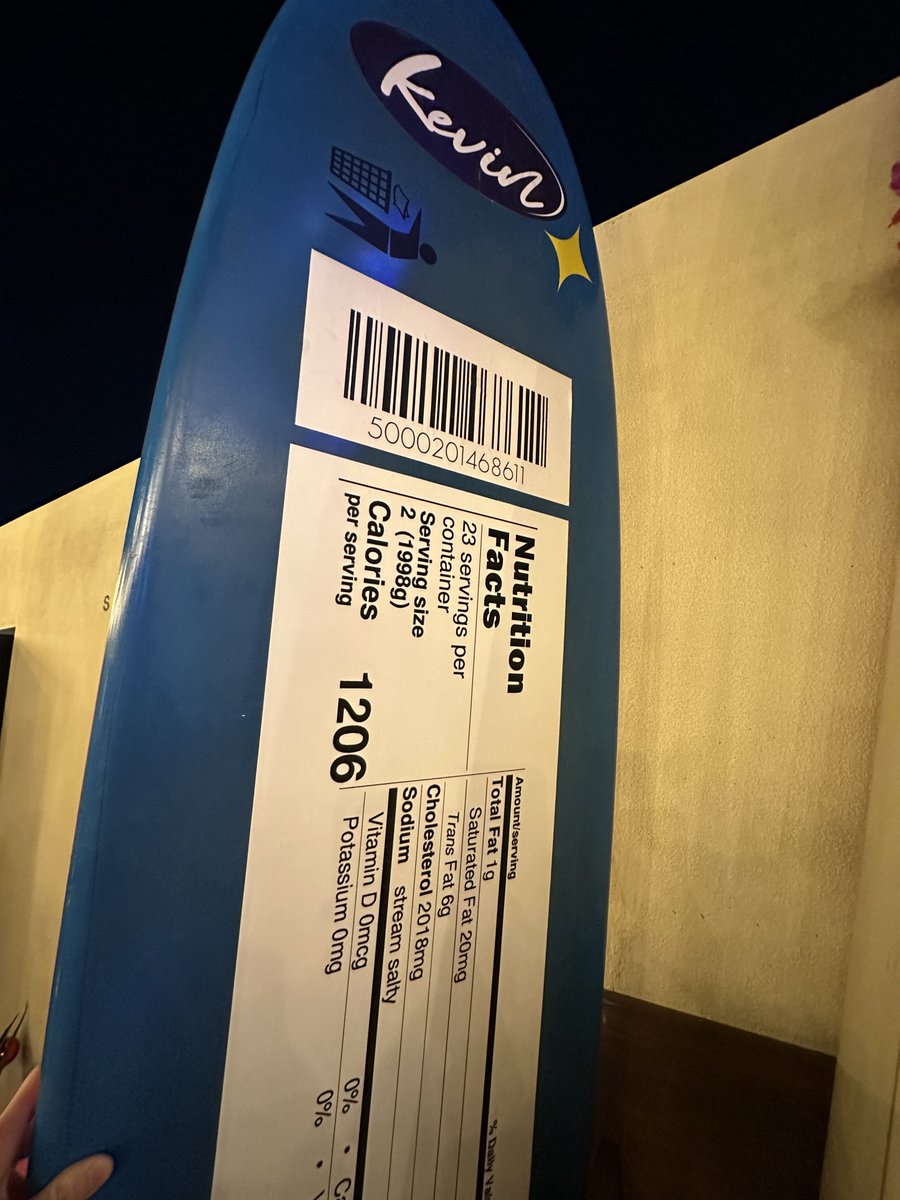 Kevin
5000201468611
Nutrition
Facts
23 servings per
container
Serving size
2 (1998g)
Calories
per serving
1206
Amount/serving
Total Fat 1g
Saturated Fat 20mg
Trans Fat 6g
Cholesterol 2018mg
Sodium stream salty
Vitamin D 0mcg 0% •
Potassium 0mg 0% •
% Daily
S